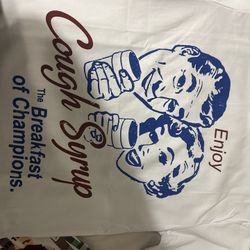 Enjoy
Cough Syrup
The Breakfast
of Champions.